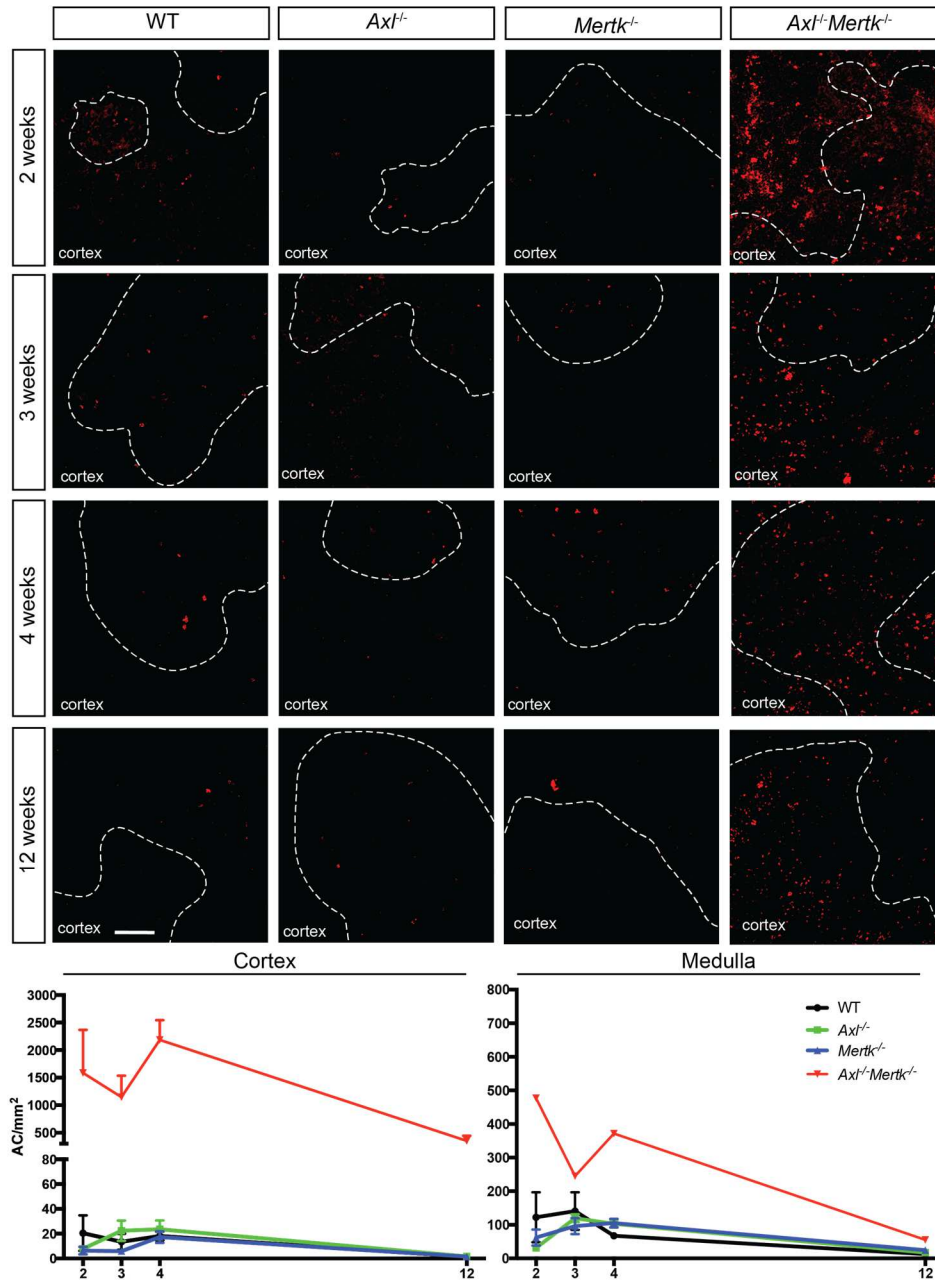 WT
Axl-/-
Mertk-/-
Axl-/-Mertk-/-
2 weeks
cortex
cortex
cortex
cortex
3 weeks
cortex
cortex
cortex
cortex
4 weeks
cortex
cortex
cortex
cortex
12 weeks
cortex
cortex
cortex
cortex
Cortex
AC/mm²
3000
2500
2000
1500
1000
500
80
60
40
20
0
2 3 4 12
Medulla
800
700
600
500
400
300
200
100
0
2 3 4 12
WT
Axl-/-
Mertk-/-
Axl-/-Mertk-/-